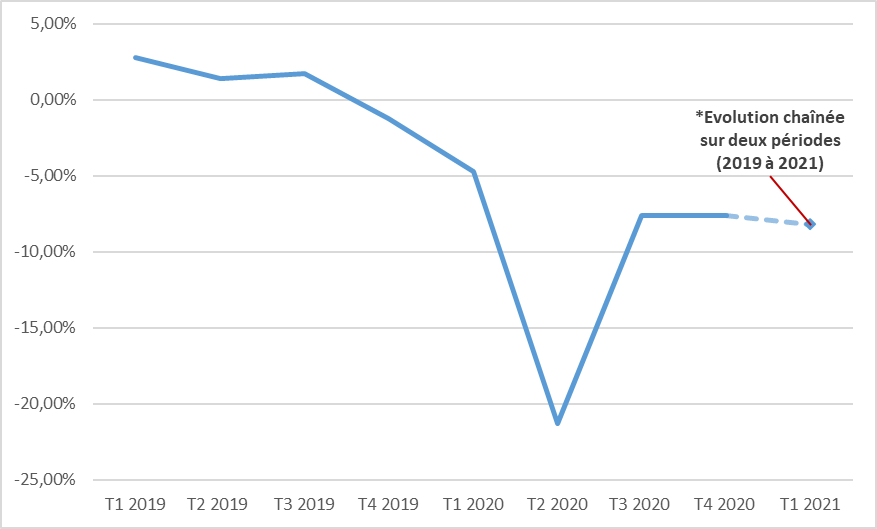 5,00%
0,00%
-5,00%
-10,00%
-15,00%
-20,00%
-25,00%
*Evolution chaînée
sur deux périodes
(2019 à 2021)
T1 2019 T2 2019 T3 2019 T4 2019 T1 2020 T2 2020 T3 2020 T4 2020 T1 2021